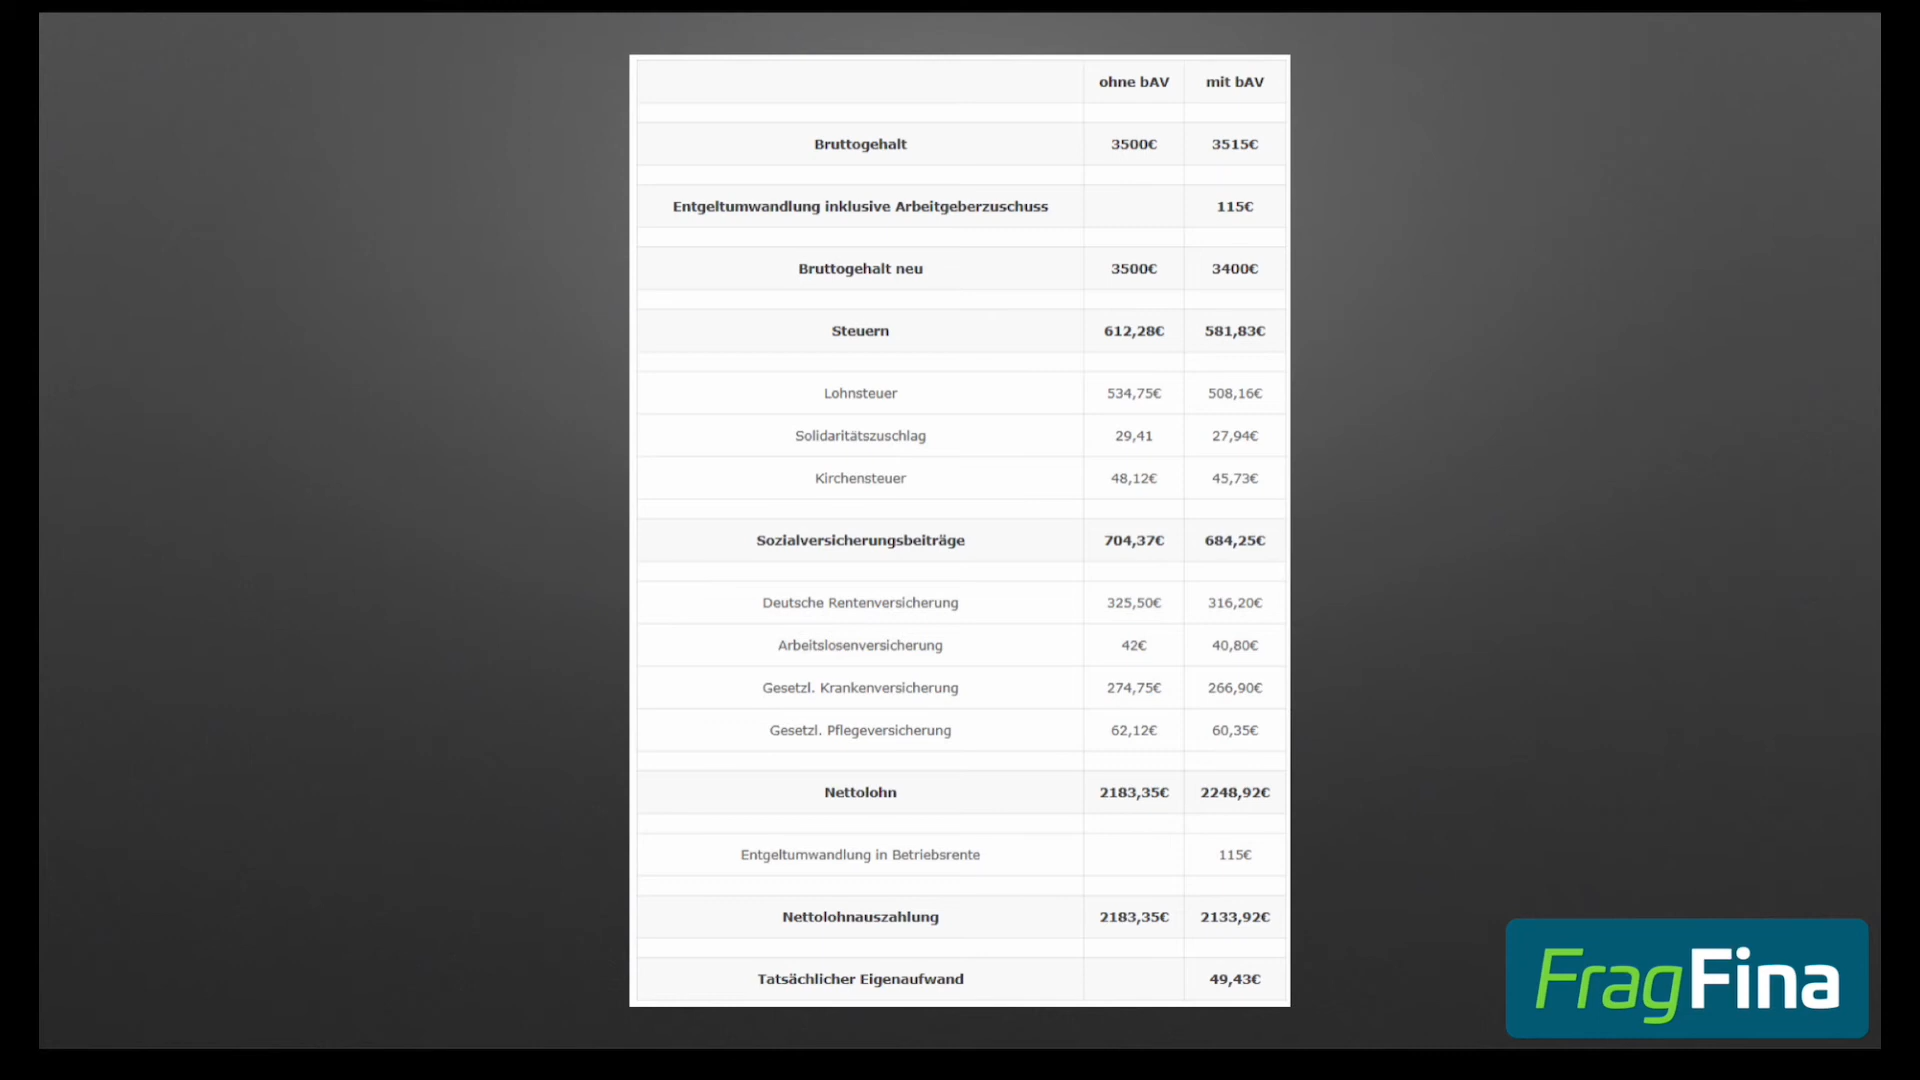 ohne bAV mit bAV
Bruttogehalt 3500€ 3515€
Entgeltumwandlung inklusive Arbeitgeberzuschuss 115€
Bruttogehalt neu 3500€ 3400€
Steuern 612,28€ 581,83€
Lohnsteuer 534,75€ 508,16€
Solidaritätszuschlag 29,41 27,94€
Kirchensteuer 48,12€ 45,73€
Sozialversicherungsbeiträge 704,37€ 684,25€
Deutsche Rentenversicherung 325,50€ 316,20€
Arbeitslosenversicherung 42€ 40,80€
Gesetzl. Krankenversicherung 274,75€ 266,90€
Gesetzl. Pflegeversicherung 62,12€ 60,35€
Nettolohn 2183,35€ 2248,92€
Entgeltumwandlung in Betriebsrente 115€
Nettolohnauszahlung 2183,35€ 2133,92€
Tatsächlicher Eigenaufwand 49,43€
FragFina